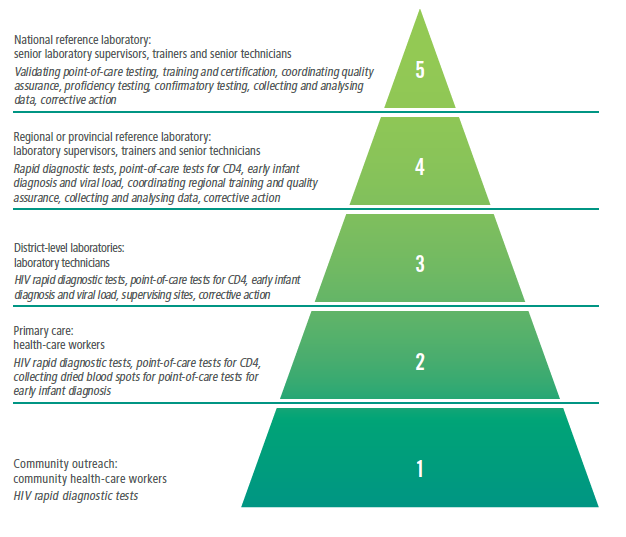 National reference laboratory:
senior laboratory supervisors, trainers and senior technicians
Validating point-of-care testing, training and certification, coordinating quality
assurance, proficiency testing, confirmatory testing, collecting and analysing
data, corrective action
5
Regional or provincial reference laboratory:
laboratory supervisors, trainers and senior technicians
Rapid diagnostic tests, point-of-care tests for CD4, early infant
diagnosis and viral load, coordinating regional training and quality
assurance, collecting and analysing data, corrective action
4
District-level laboratories:
laboratory technicians
HIV rapid diagnostic tests, point-of-care tests for CD4, early infant
diagnosis and viral load, supervising sites, corrective action
3
Primary care:
health-care workers
HIV rapid diagnostic tests, point-of-care tests for CD4,
collecting dried blood spots for point-of-care tests for
early infant diagnosis
2
Community outreach:
community health-care workers
HIV rapid diagnostic tests
1